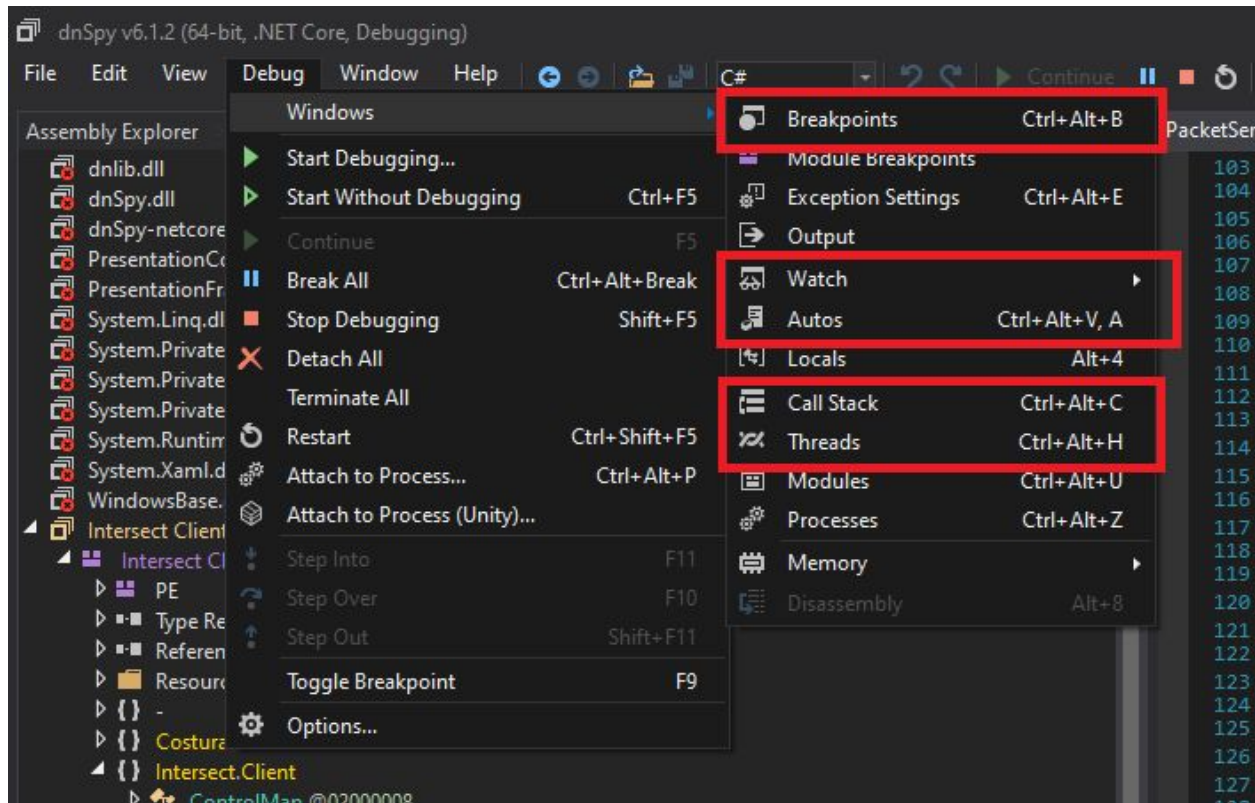 dnSpy v6.1.2 (64-bit, .NET Core, Debugging)
File Edit View Debug Window Help C# Continue
Assembly Explorer
dnlib.dll
dnSpy.dll
dnSpy-netcore
PresentationCo
PresentationFr
System.Linq.dl
System.Private
System.Private
System.Private
System.Runtim
System.Xaml.d
WindowsBase.
Intersect Client
Intersect Cl
PE
Type Re
Referen
Resourc
{ } -
{ } Costura
{ } Intersect.Client
ControlMap @02000008
Windows
Start Debugging...
Start Without Debugging Ctrl+F5
Continue F5
Break All Ctrl+Alt+Break
Stop Debugging Shift+F5
Detach All
Terminate All
Restart Ctrl+Shift+F5
Attach to Process... Ctrl+Alt+P
Attach to Process (Unity)...
Step Into F11
Step Over F10
Step Out Shift+F11
Toggle Breakpoint F9
Options...
Breakpoints Ctrl+Alt+B
Module Breakpoints
Exception Settings Ctrl+Alt+E
Output
Watch
Autos Ctrl+Alt+V, A
Locals Alt+4
Call Stack Ctrl+Alt+C
Threads Ctrl+Alt+H
Modules Ctrl+Alt+U
Processes Ctrl+Alt+Z
Memory
Disassembly Alt+8
PacketSer
103
104
105
106
107
108
109
110
111
112
113
114
115
116
117
118
119
120
121
122
123
124
125
126
127